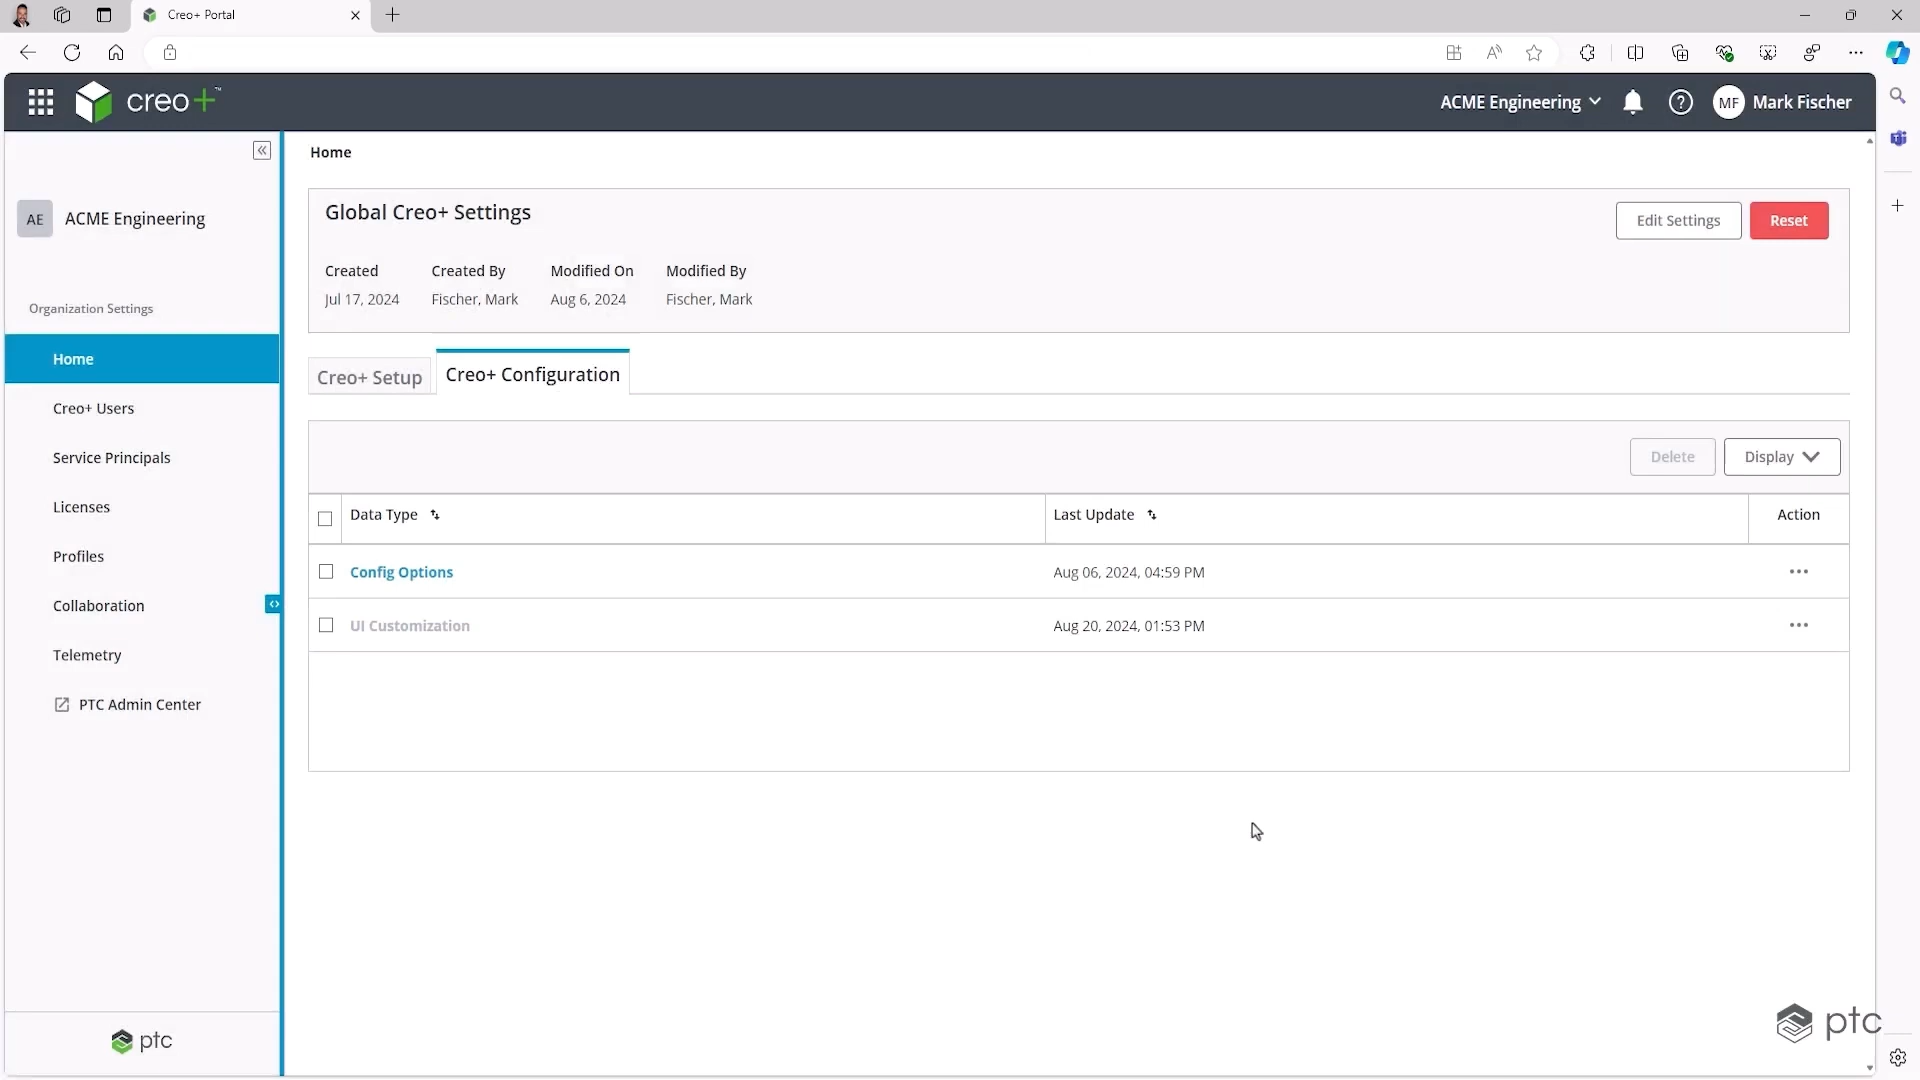 Creo+ Portal
creo+™
ACME Engineering
MF
Mark Fischer
AE
ACME Engineering
Organization Settings
Home
Creo+ Users
Service Principals
Licenses
Profiles
Collaboration
Telemetry
PTC Admin Center
ptc
Home
Global Creo+ Settings
Edit Settings
Reset
Created
Created By
Modified On
Modified By
Jul 17, 2024
Fischer, Mark
Aug 6, 2024
Fischer, Mark
Creo+ Setup
Creo+ Configuration
Delete
Display
Data Type
Last Update
Action
Config Options
Aug 06, 2024, 04:59 PM
UI Customization
Aug 20, 2024, 01:53 PM
ptc